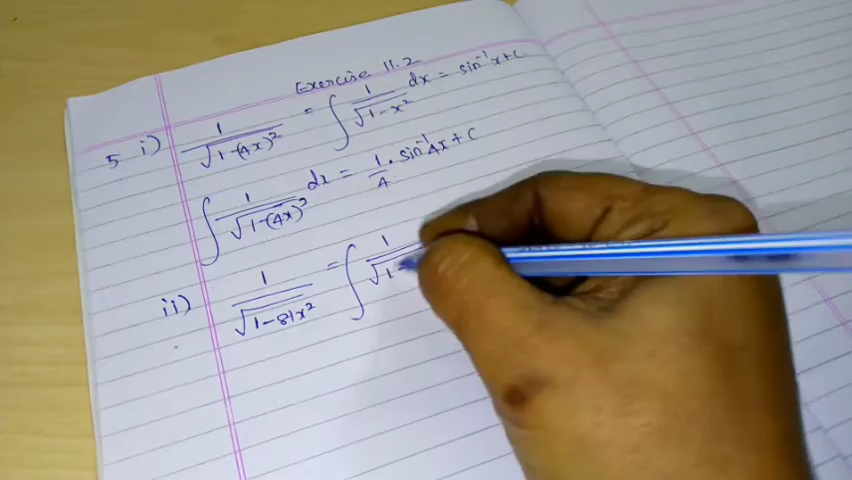 Exercise 11.2
5 i) 1/√1-(4x)² = ∫ 1/√1-x² dx = sin⁻¹x+C
∫ 1/√1-(4x)² dx = 1/4 · sin⁻¹4x+C
ii) 1/√1-81x² = ∫ 1/√1-